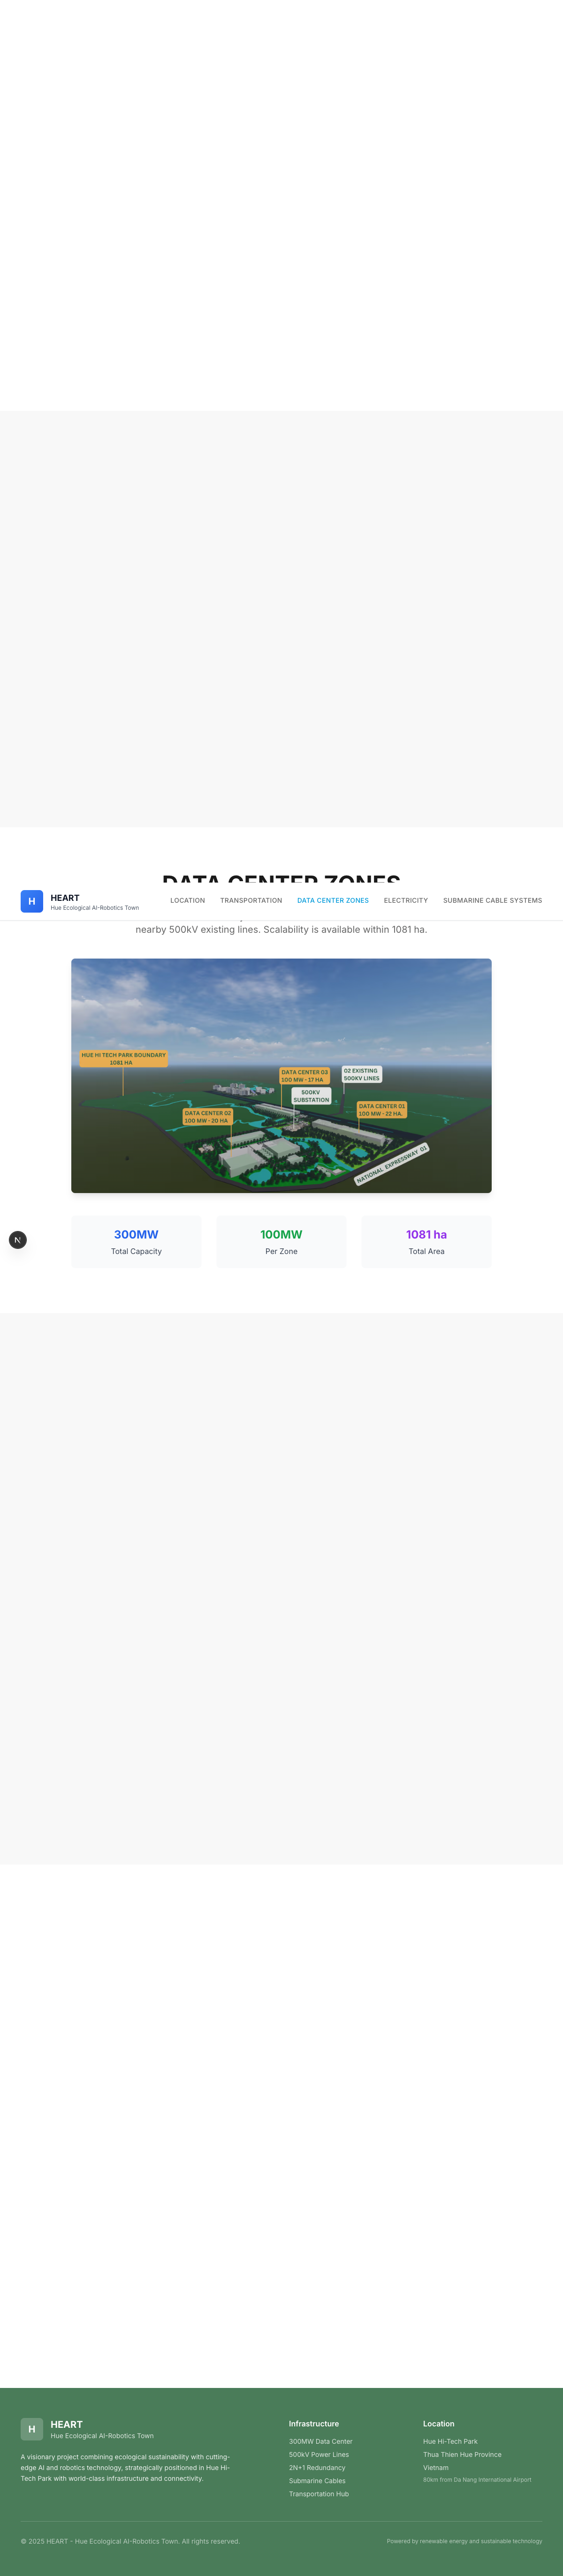 DATA CENTER ZONES
H
HEART
Hue Ecological AI-Robotics Town
LOCATION
TRANSPORTATION
DATA CENTER ZONES
ELECTRICITY
SUBMARINE CABLE SYSTEMS
nearby 500kV existing lines. Scalability is available within 1081 ha.
HUE HI TECH PARK BOUNDARY
1081 HA
DATA CENTER 03
100 MW - 17 HA
02 EXISTING
500KV LINES
500KV
SUBSTATION
DATA CENTER 02
100 MW - 20 HA
DATA CENTER 01
100 MW - 22 HA.
NATIONAL EXPRESSWAY 01
300MW
Total Capacity
100MW
Per Zone
1081 ha
Total Area
N
H
HEART
Hue Ecological AI-Robotics Town
A visionary project combining ecological sustainability with cutting-
edge AI and robotics technology, strategically positioned in Hue Hi-
Tech Park with world-class infrastructure and connectivity.
Infrastructure
300MW Data Center
500kV Power Lines
2N+1 Redundancy
Submarine Cables
Transportation Hub
Location
Hue Hi-Tech Park
Thua Thien Hue Province
Vietnam
80km from Da Nang International Airport
© 2025 HEART - Hue Ecological AI-Robotics Town. All rights reserved.
Powered by renewable energy and sustainable technology